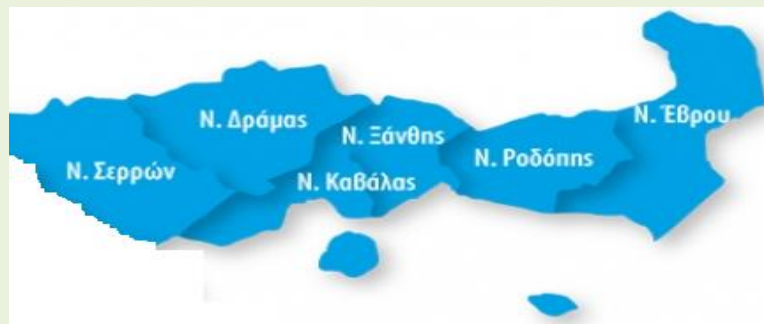 Ν. Έβρου
Ν. Δράμας
Ν. Ξάνθης
Ν. Ροδόπης
Ν. Σερρών
Ν. Καβάλας